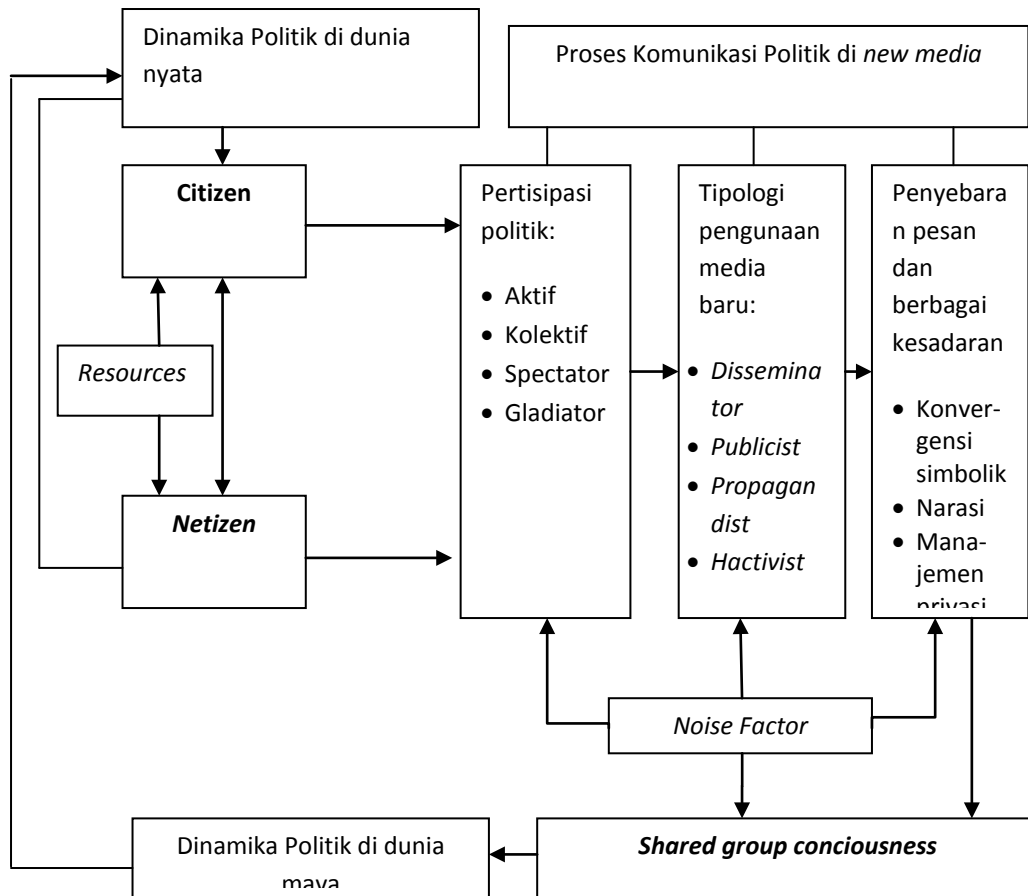 Dinamika Politik di dunia
nyata
Proses Komunikasi Politik di new media
Citizen
Resources
Netizen
Pertisipasi
politik:
• Aktif
• Kolektif
• Spectator
• Gladiator
Tipologi
pengunaan
media
baru:
• Dissemina
tor
• Publicist
• Propagan
dist
• Hactivist
Penyebara
n pesan
dan
berbagai
kesadaran
• Konver-
gensi
simbolik
• Narasi
• Mana-
jemen
privasi
Noise Factor
Dinamika Politik di dunia
maya
Shared group conciousness